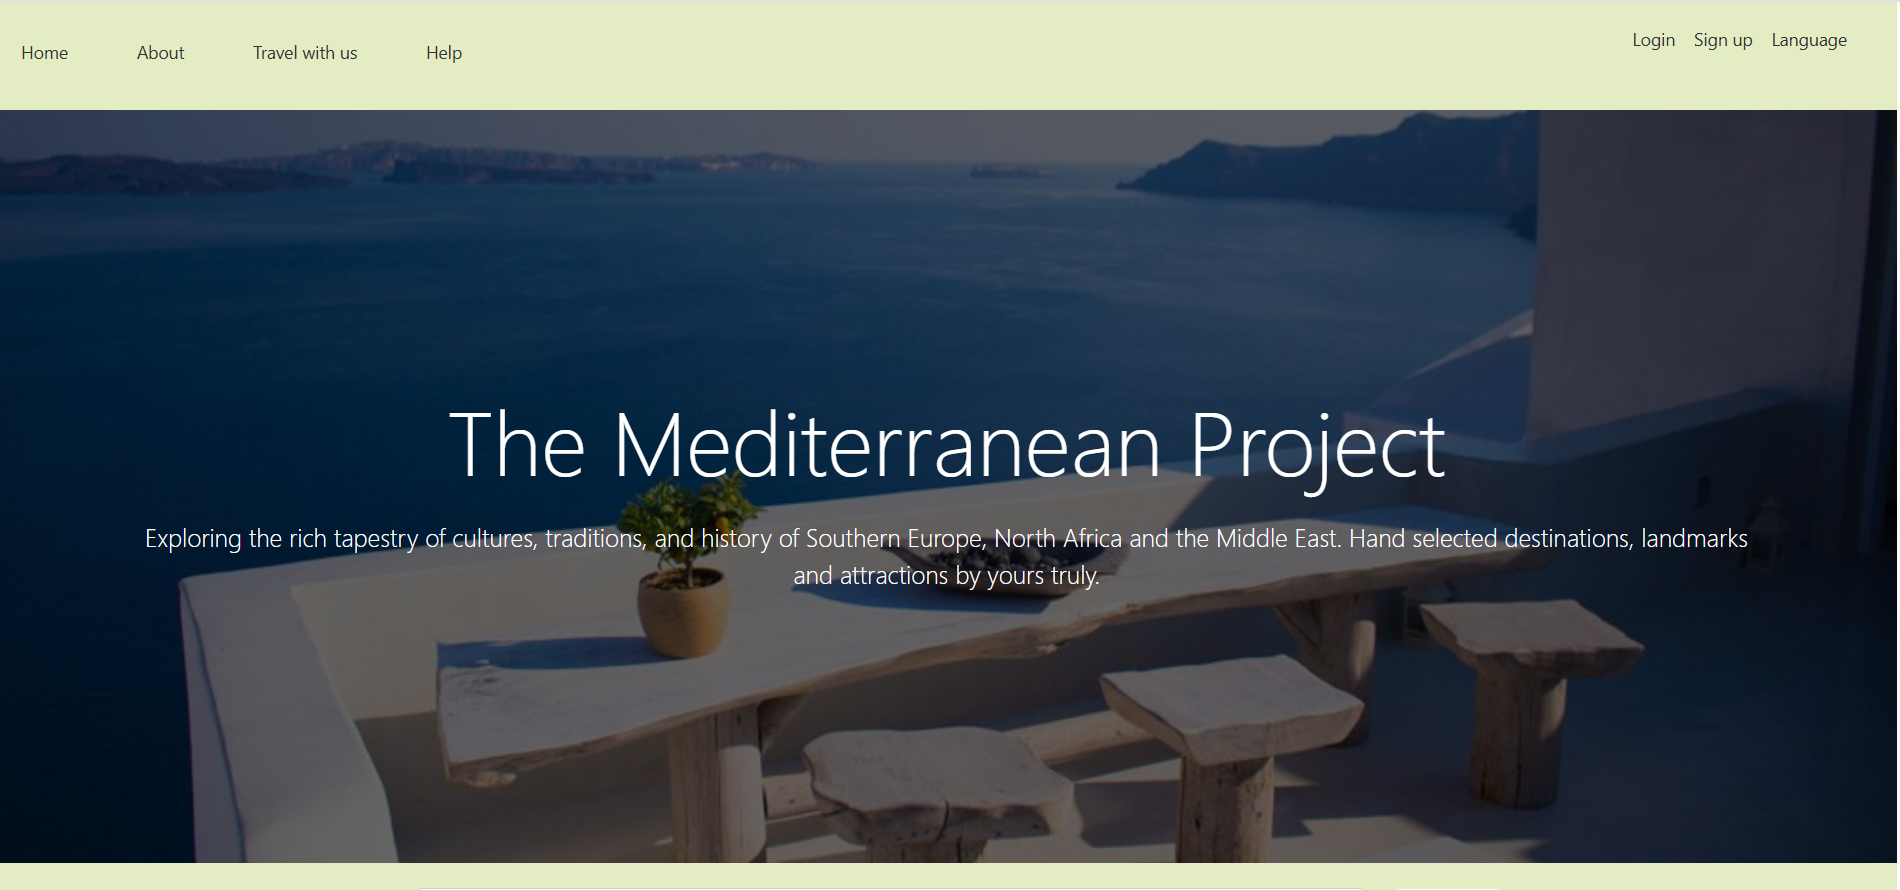 Home About Travel with us Help
Login Sign up Language
The Mediterranean Project
Exploring the rich tapestry of cultures, traditions, and history of Southern Europe, North Africa and the Middle East. Hand selected destinations, landmarks
and attractions by yours truly.